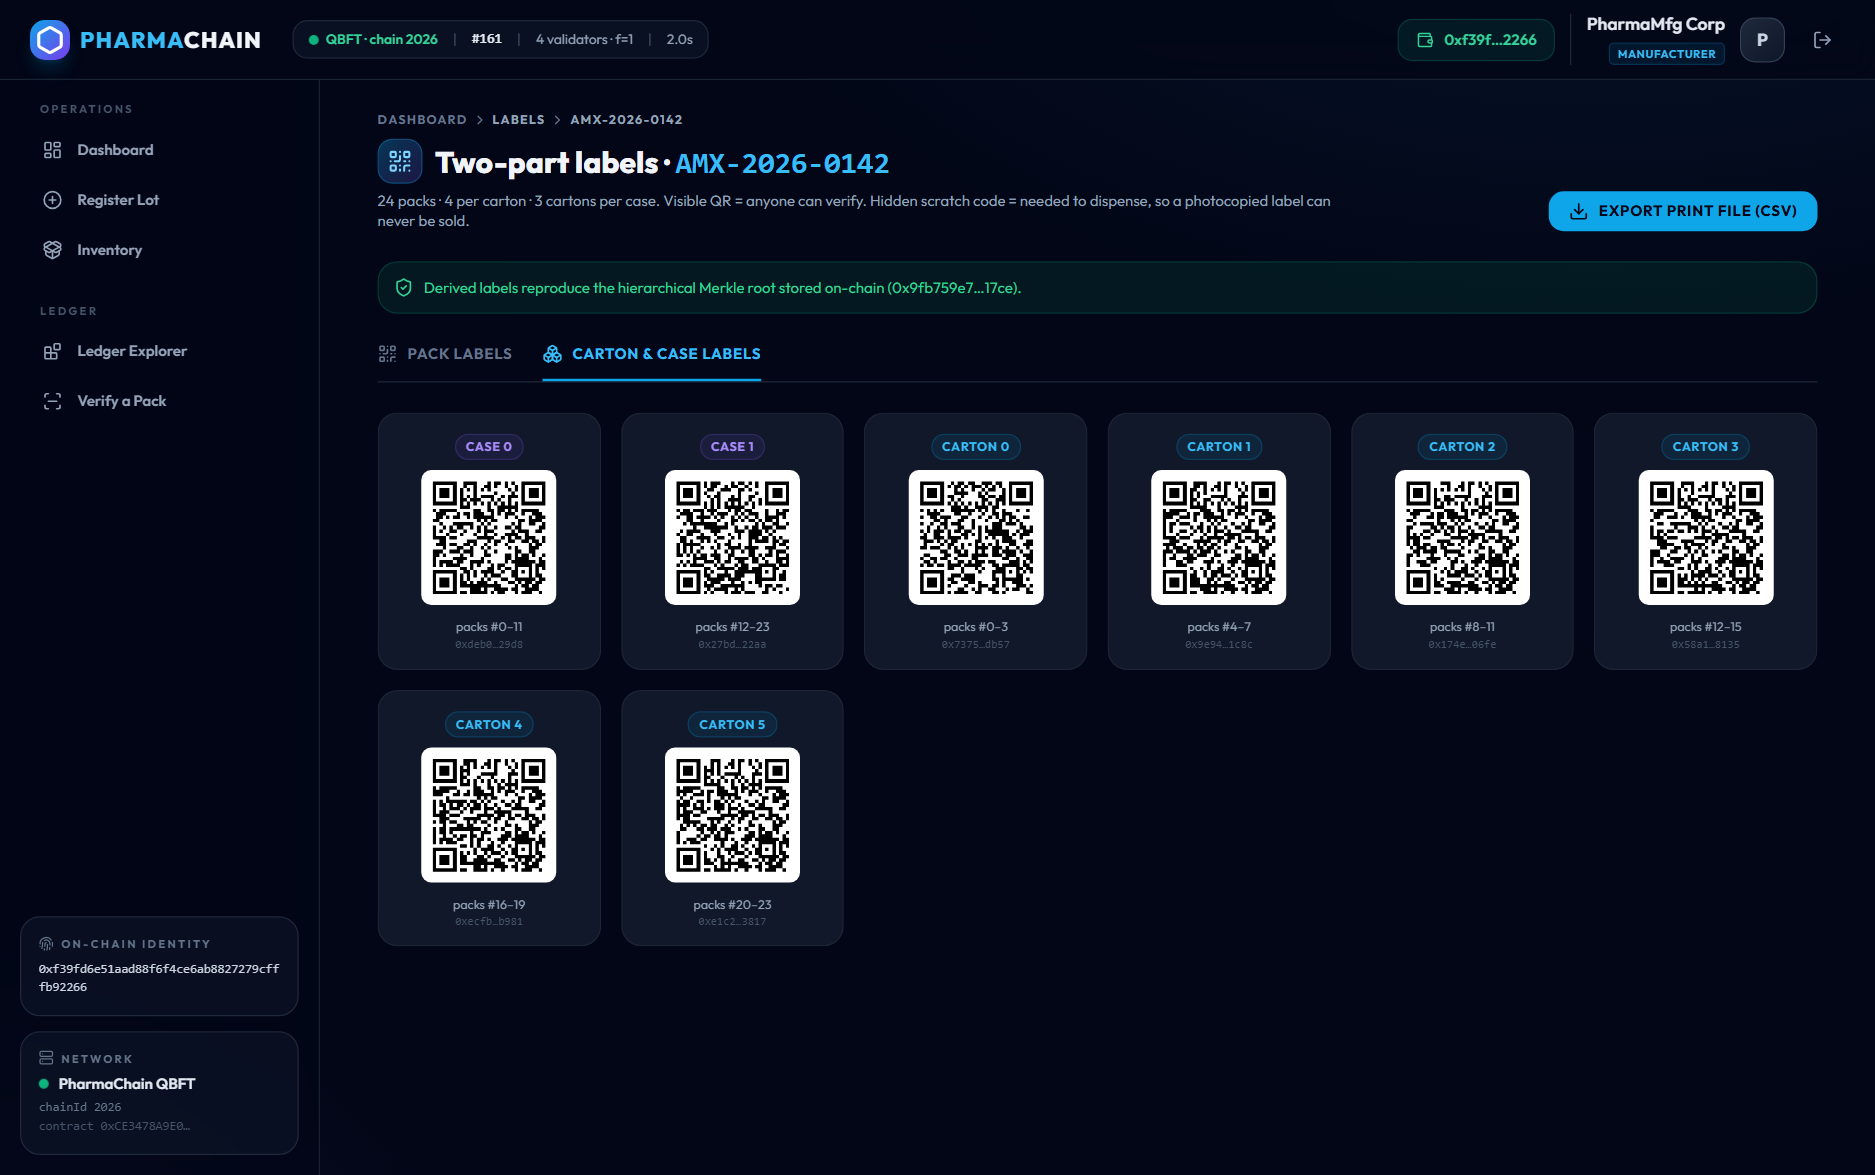 PHARMACHAIN
QBFT · chain 2026 | #161 | 4 validators · f=1 | 2.0s
0xf39f...2266
PharmaMfg Corp
MANUFACTURER
P
OPERATIONS
Dashboard
Register Lot
Inventory
LEDGER
Ledger Explorer
Verify a Pack
ON-CHAIN IDENTITY
0xf39fd6e51aad88f6f4ce6ab8827279cff
fb92266
NETWORK
PharmaChain QBFT
chainId 2026
contract 0xCE3478A9E0…
DASHBOARD > LABELS > AMX-2026-0142
Two-part labels · AMX-2026-0142
24 packs · 4 per carton · 3 cartons per case. Visible QR = anyone can verify. Hidden scratch code = needed to dispense, so a photocopied label can
never be sold.
EXPORT PRINT FILE (CSV)
Derived labels reproduce the hierarchical Merkle root stored on-chain (0x9fb759e7…17ce).
PACK LABELS
CARTON & CASE LABELS
CASE 0
packs #0–11
0xdeb0…29d8
CASE 1
packs #12–23
0x27bd…22aa
CARTON 0
packs #0–3
0x7375…db57
CARTON 1
packs #4–7
0x9e94…1c8c
CARTON 2
packs #8–11
0x174e…06fe
CARTON 3
packs #12–15
0x58a1…8135
CARTON 4
packs #16–19
0xecfb…b981
CARTON 5
packs #20–23
0xe1c2…3817